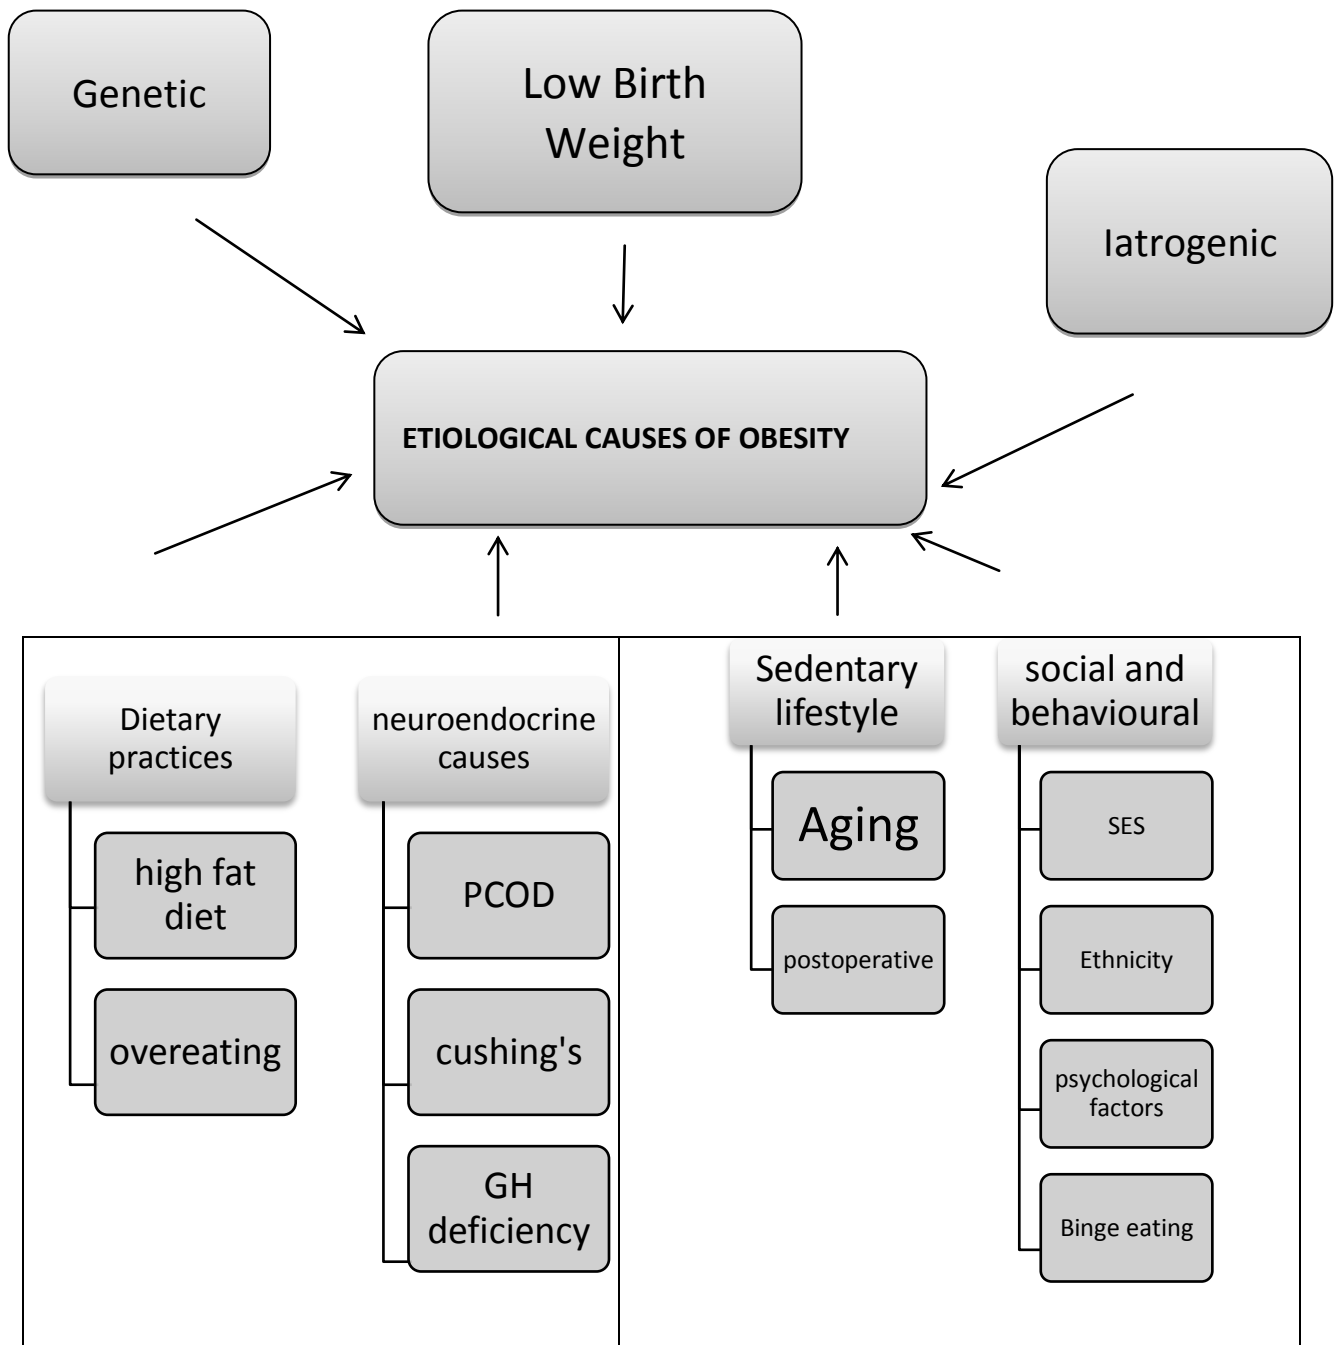 Genetic
Low Birth
Weight
Iatrogenic
ETIOLOGICAL CAUSES OF OBESITY
Dietary
practices
high fat
diet
overeating
neuroendocrine
causes
PCOD
cushing's
GH
deficiency
Sedentary
lifestyle
Aging
postoperative
social and
behavioural
SES
Ethnicity
psychological
factors
Binge eating